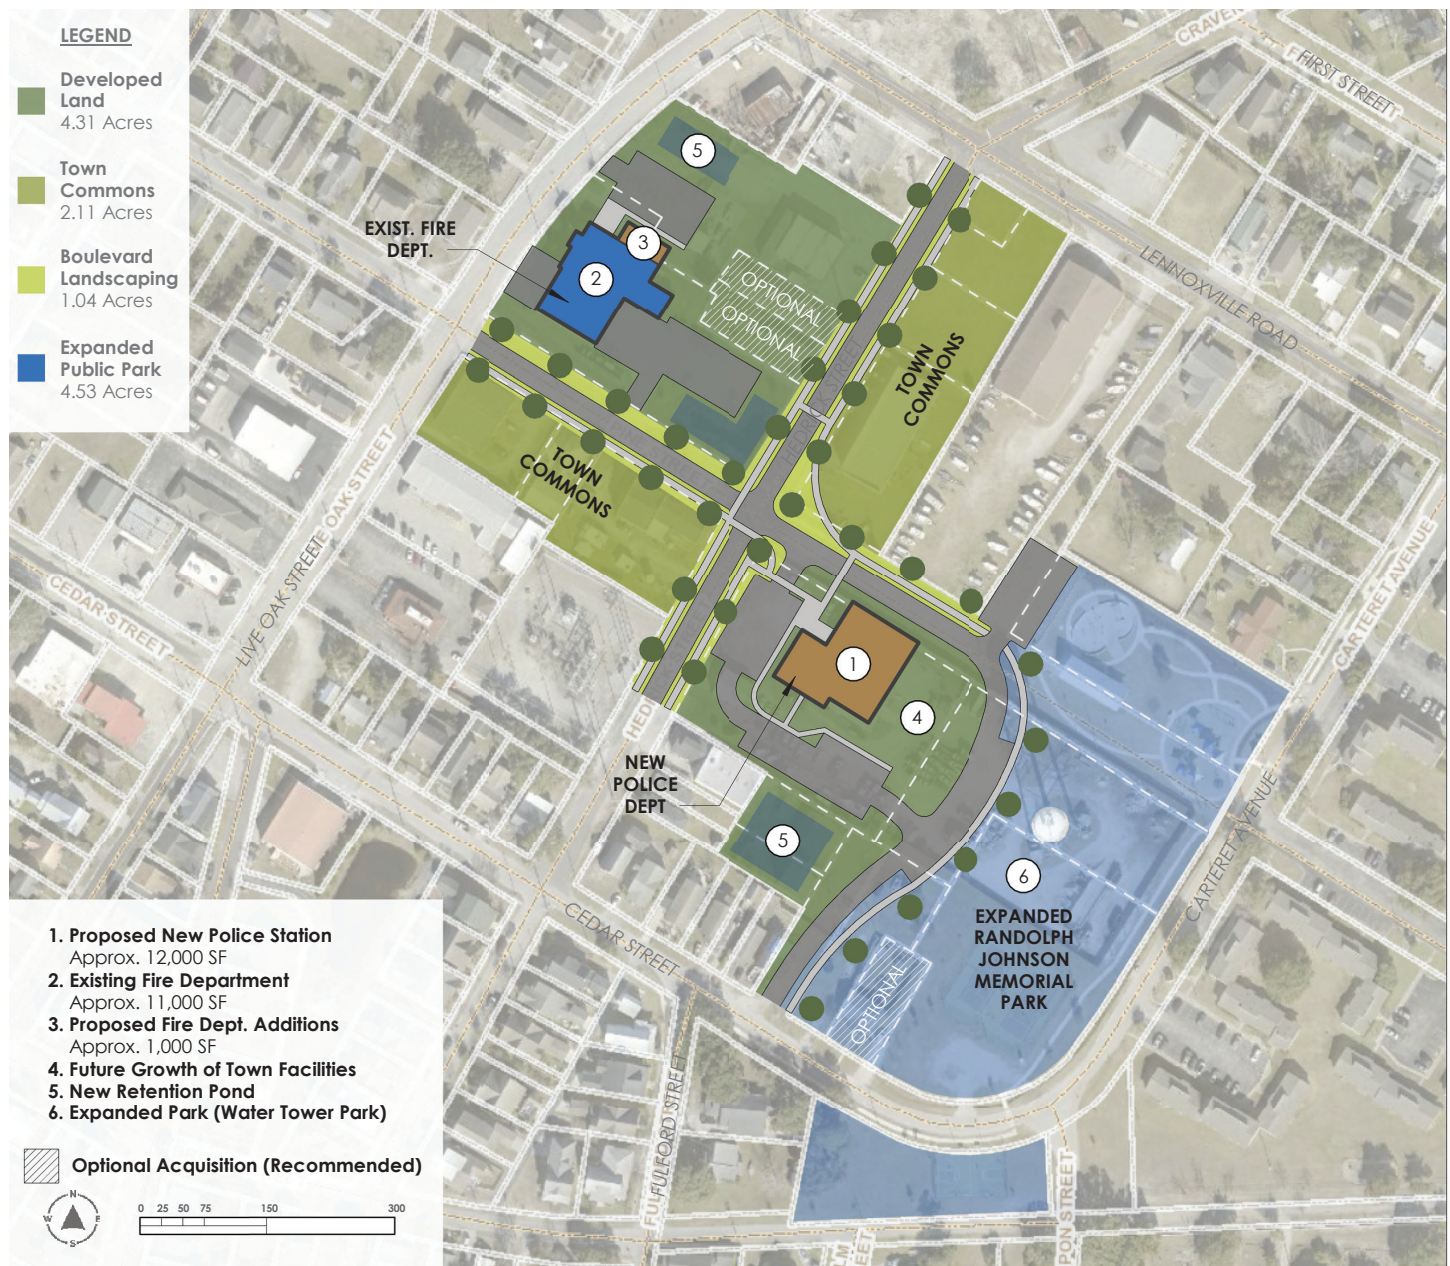 LEGEND
Developed
Land
4.31 Acres
Town
Commons
2.11 Acres
Boulevard
Landscaping
1.04 Acres
Expanded
Public Park
4.53 Acres
CRAVEN
FIRST STREET
5
EXIST. FIRE
DEPT.
3
2
OPTIONAL
OPTIONAL
LENNOXVILLE ROAD
TOWN
COMMONS
HEDRICK STREET
TOWN
COMMONS
LIVE OAK STREET
CEDAR STREET
CARTERET AVENUE
1
4
NEW
POLICE
DEPT
5
6
EXPANDED
RANDOLPH
JOHNSON
MEMORIAL
PARK
CARTERET AVENUE
CEDAR STREET
OPTIONAL
FULFORD STREET
POND STREET
1. Proposed New Police Station
Approx. 12,000 SF
2. Existing Fire Department
Approx. 11,000 SF
3. Proposed Fire Dept. Additions
Approx. 1,000 SF
4. Future Growth of Town Facilities
5. New Retention Pond
6. Expanded Park (Water Tower Park)
Optional Acquisition (Recommended)
N
W E
S
0 25 50 75 150 300